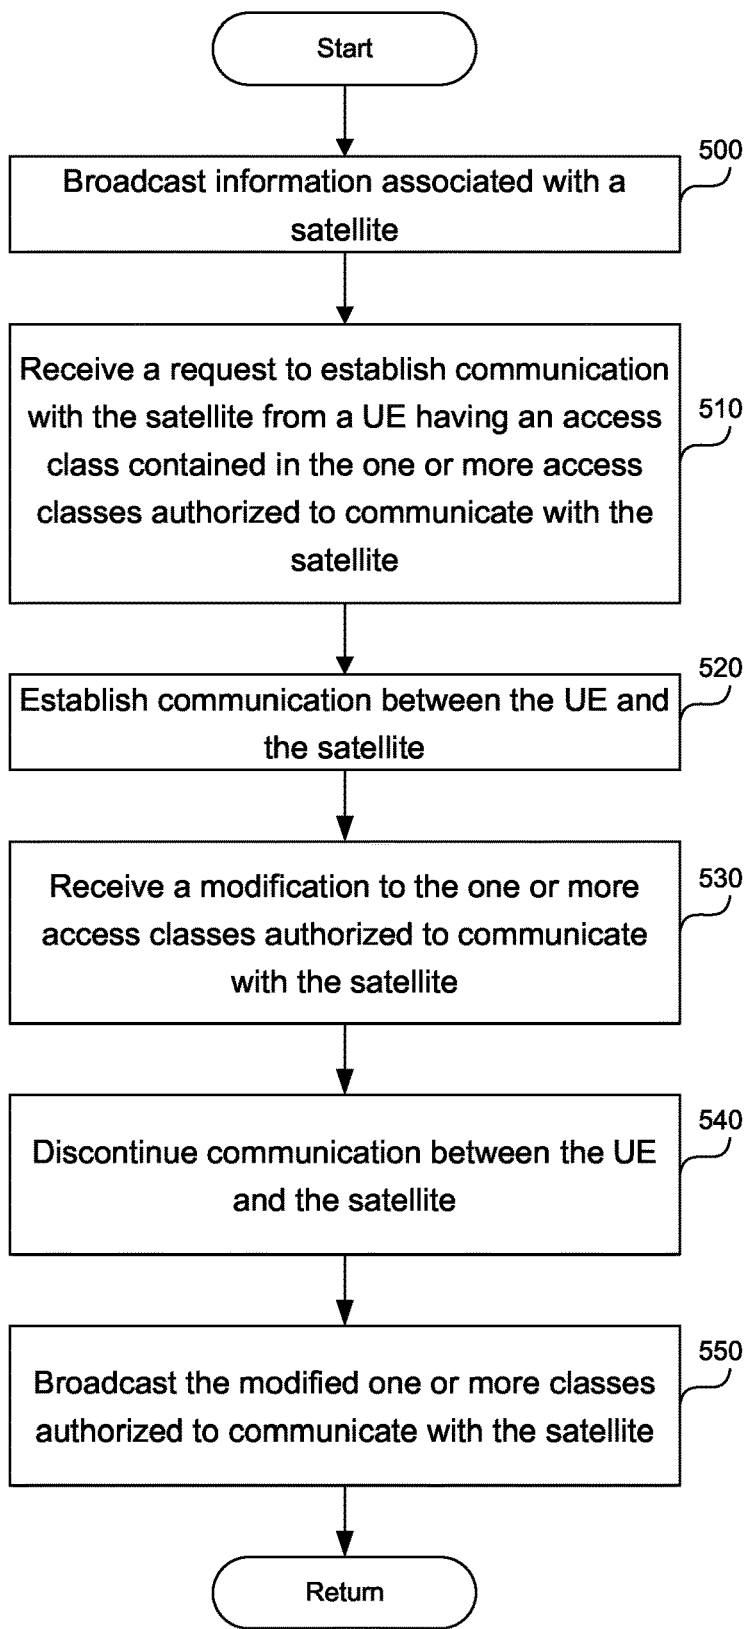 Start
500
Broadcast information associated with a
satellite
Receive a request to establish communication
with the satellite from a UE having an access
510
class contained in the one or more access
classes authorized to communicate with the
satellite
520
Establish communication between the UE and
the satellite
530
Receive a modification to the one or more
access classes authorized to communicate
with the satellite
540
Discontinue communication between the UE
and the satellite
550
Broadcast the modified one or more classes
authorized to communicate with the satellite
Return